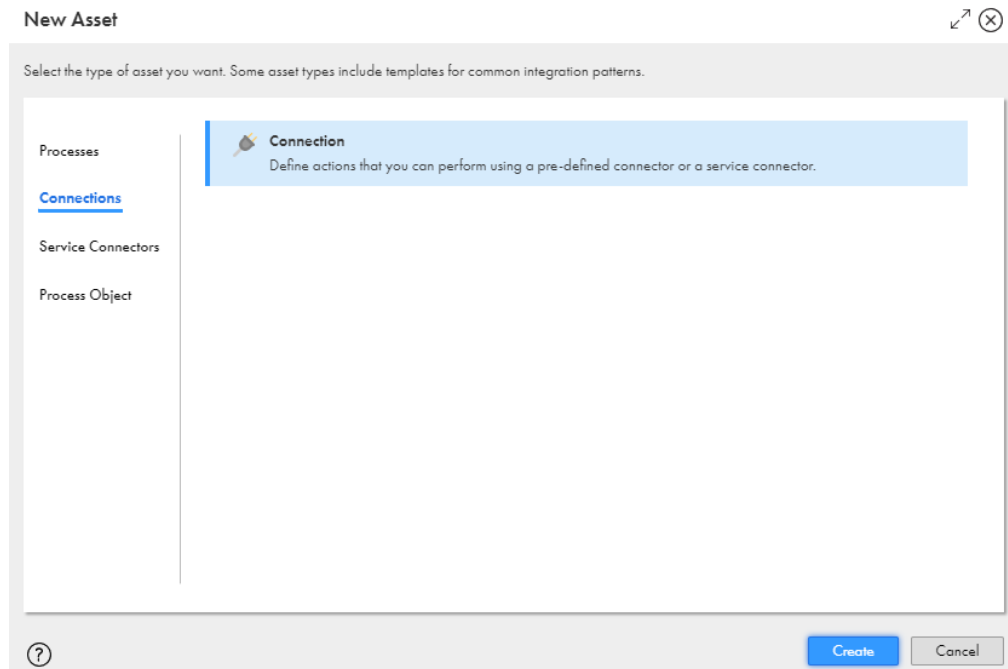 New Asset
Select the type of asset you want. Some asset types include templates for common integration patterns.
Processes
Connections
Service Connectors
Process Object
Connection
Define actions that you can perform using a pre-defined connector or a service connector.
?
Create
Cancel